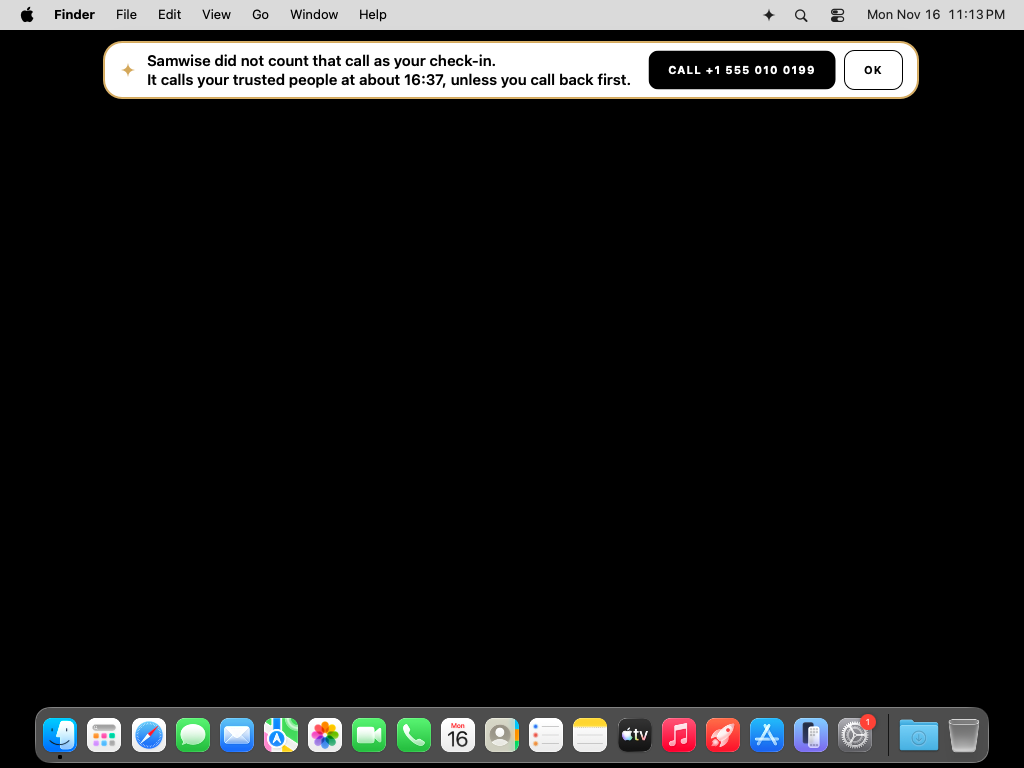 Finder File Edit View Go Window Help Mon Nov 16 11:13 PM
Samwise did not count that call as your check-in.
It calls your trusted people at about 16:37, unless you call back first.
CALL +1 555 010 0199
OK
Mon
16
tv
1